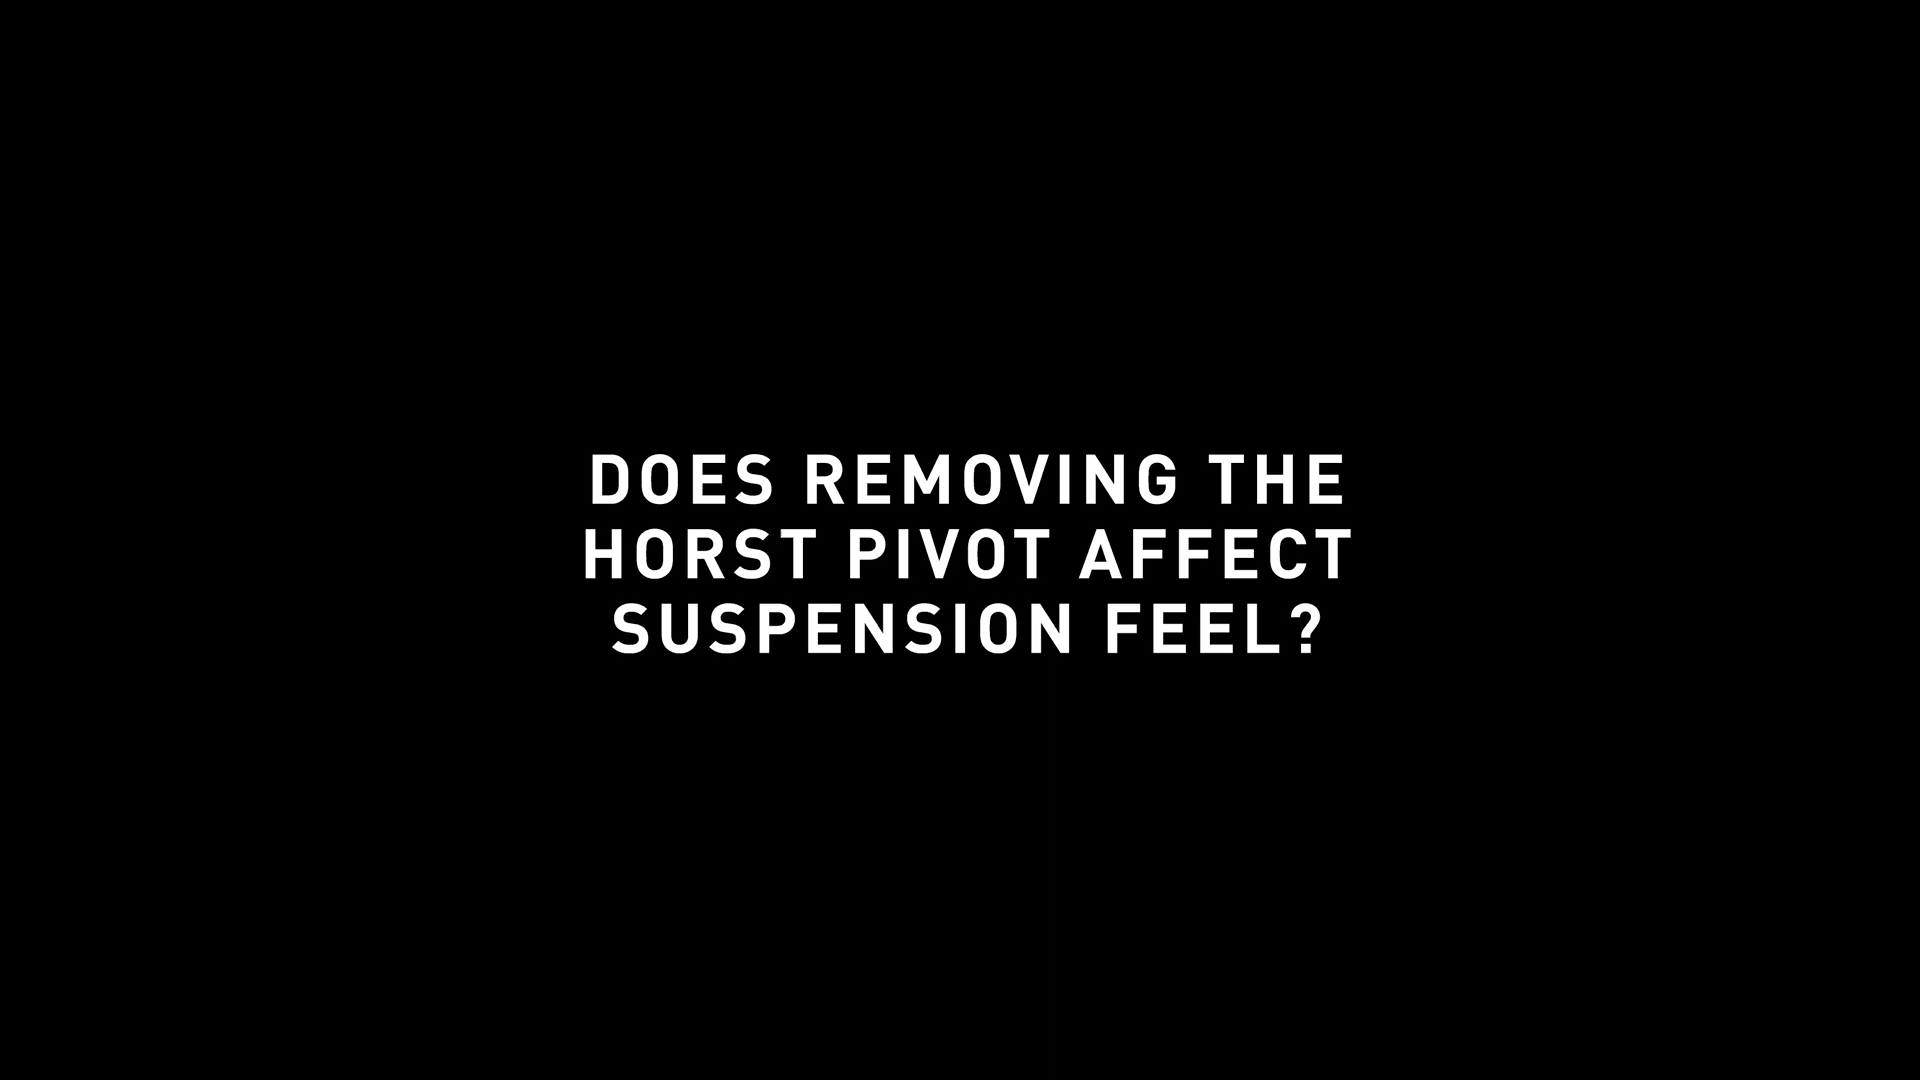 DOES REMOVING THE
HORST PIVOT AFFECT
SUSPENSION FEEL?